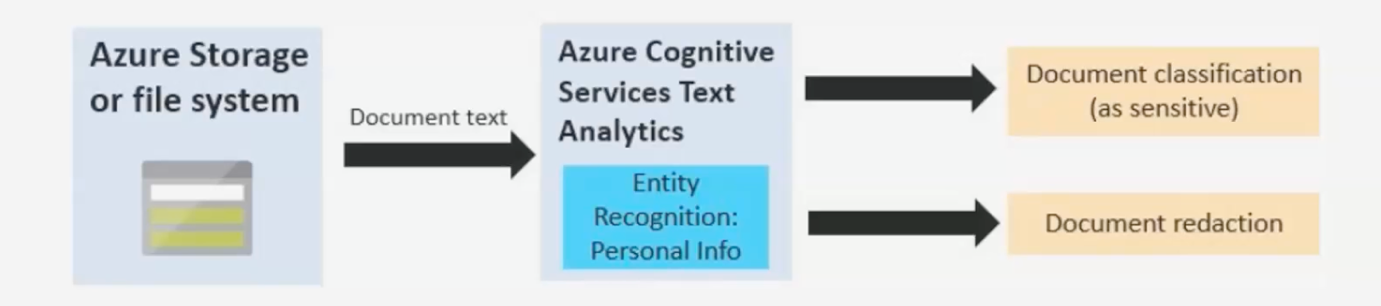 Azure Storage
or file system
Document text
Azure Cognitive
Services Text
Analytics
Entity
Recognition:
Personal Info
Document classification
(as sensitive)
Document redaction